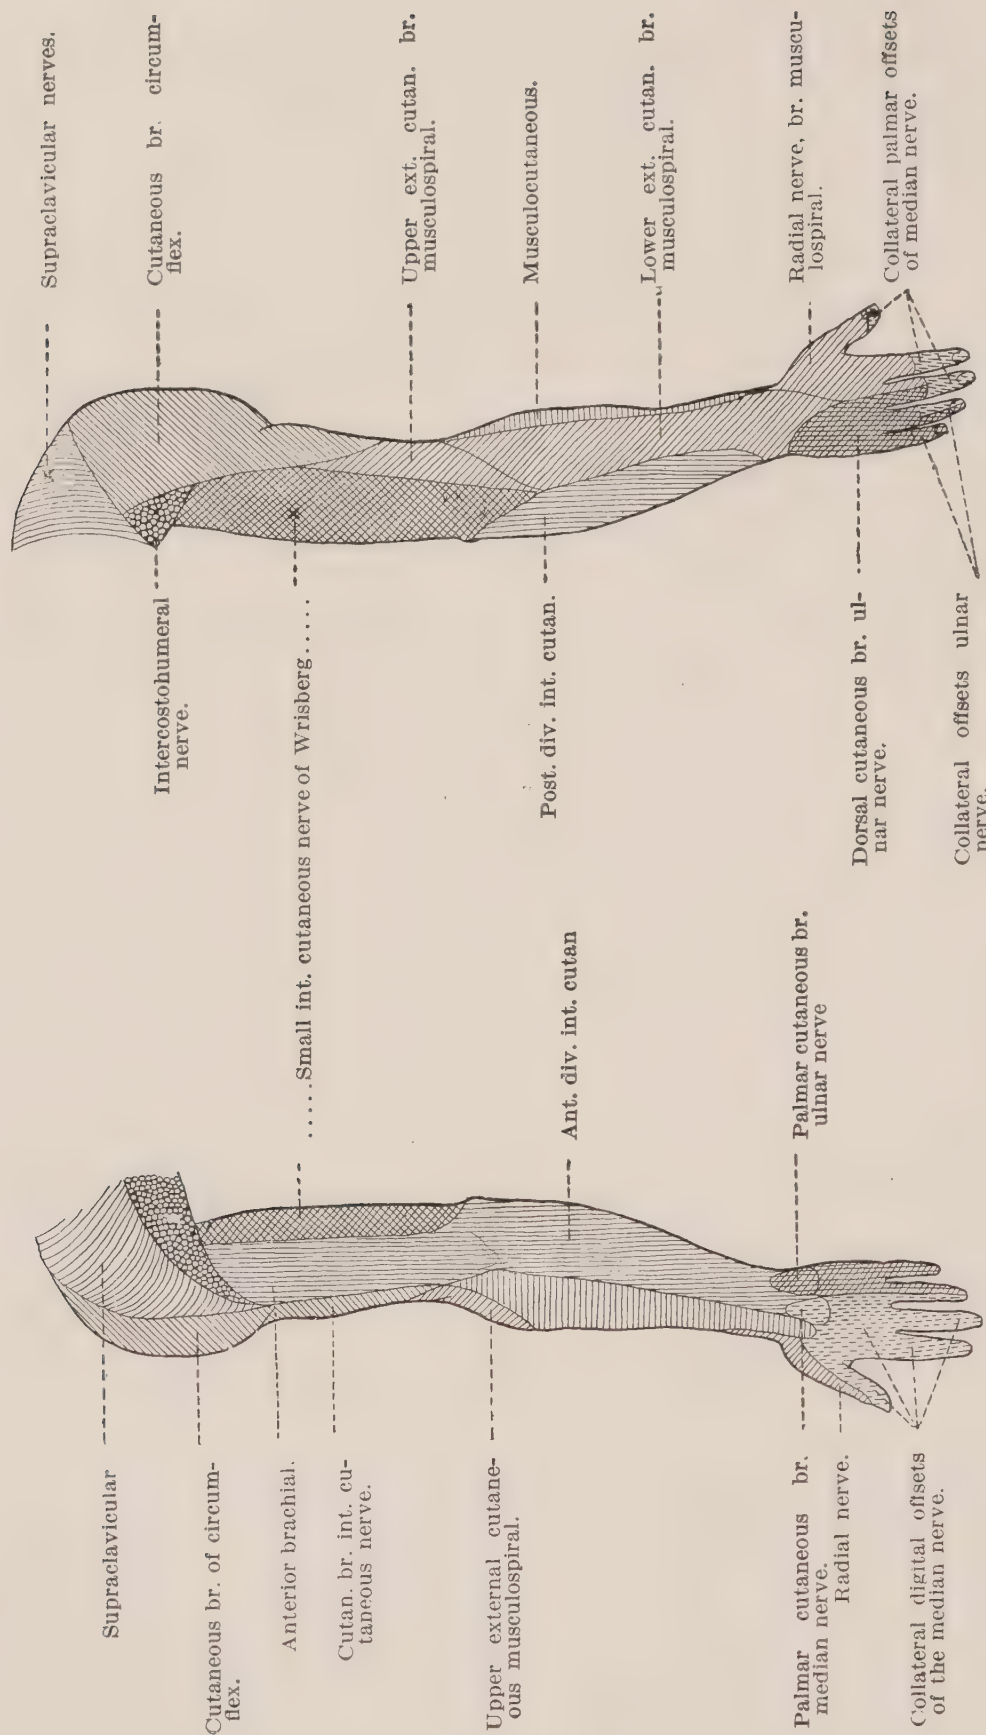 Supraclavicular
Cutaneous br. of circum-
flex.
Anterior brachial.
Cutan. br. int. cu-
taneous nerve.
Upper external cutane-
ous musculospiral.
Palmar cutaneous br.
median nerve.
Radial nerve.
Collateral digital offsets
of the median nerve.
.....Small int. cutaneous nerve of Wrisberg.....
Ant. div. int. cutan
Palmar cutaneous br.
ulnar nerve
Intercostohumeral
nerve.
Post. div. int. cutan.
Dorsal cutaneous br. ul-
nar nerve.
Collateral offsets ulnar
nerve.
Supraclavicular nerves.
Cutaneous br. circum-
flex.
Upper ext. cutan. br.
musculospiral.
Musculocutaneous.
Lower ext. cutan. br.
musculospiral.
Radial nerve, br. muscu-
lospiral.
Collateral palmar offsets
of median nerve.